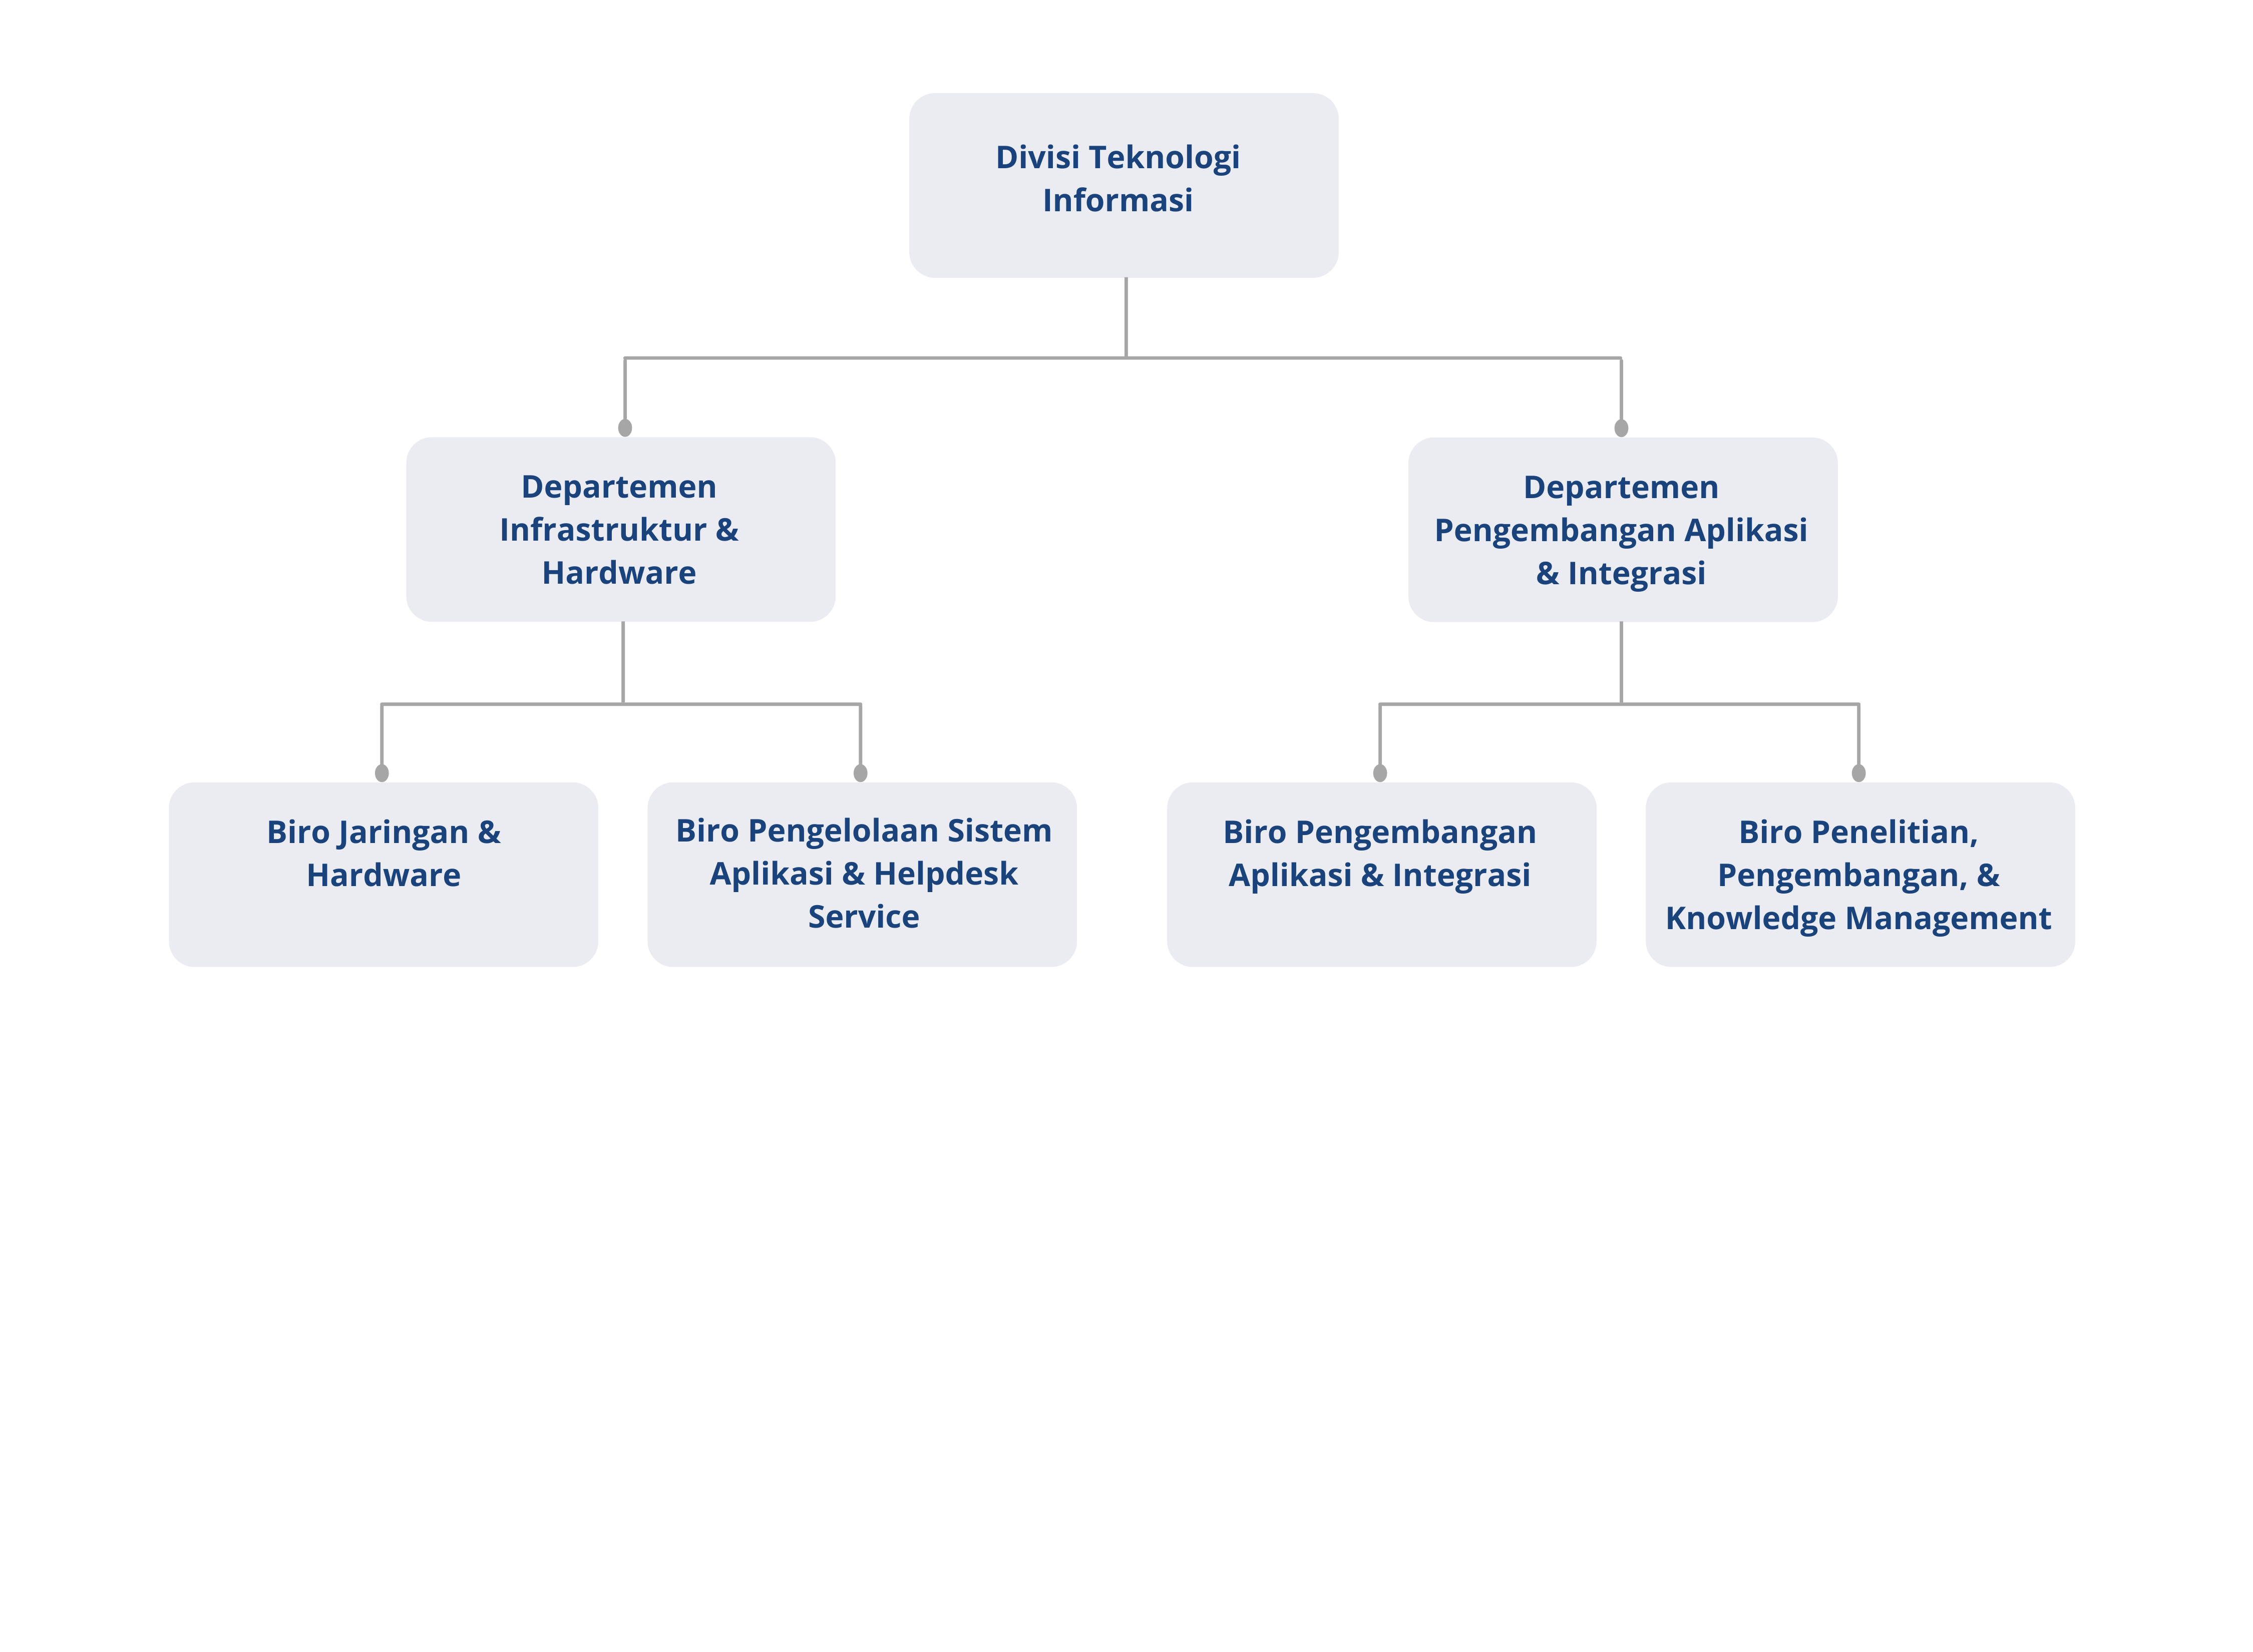 Divisi Teknologi
Informasi
Departemen
Infrastruktur &
Hardware
Departemen
Pengembangan Aplikasi
& Integrasi
Biro Jaringan &
Hardware
Biro Pengelolaan Sistem
Aplikasi & Helpdesk
Service
Biro Pengembangan
Aplikasi & Integrasi
Biro Penelitian,
Pengembangan, &
Knowledge Management